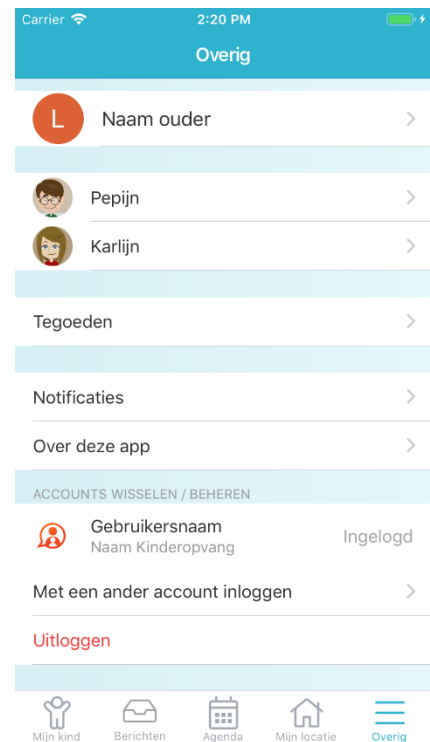 Carrier 2:20 PM
Overig
L Naam ouder
Pepijn
Karlijn
Tegoeden
Notificaties
Over deze app
ACCOUNTS WISSELEN / BEHEREN
Gebruikersnaam
Naam Kinderopvang
Ingelogd
Met een ander account inloggen
Uitloggen
Mijn kind Berichten Agenda Mijn locatie Overig